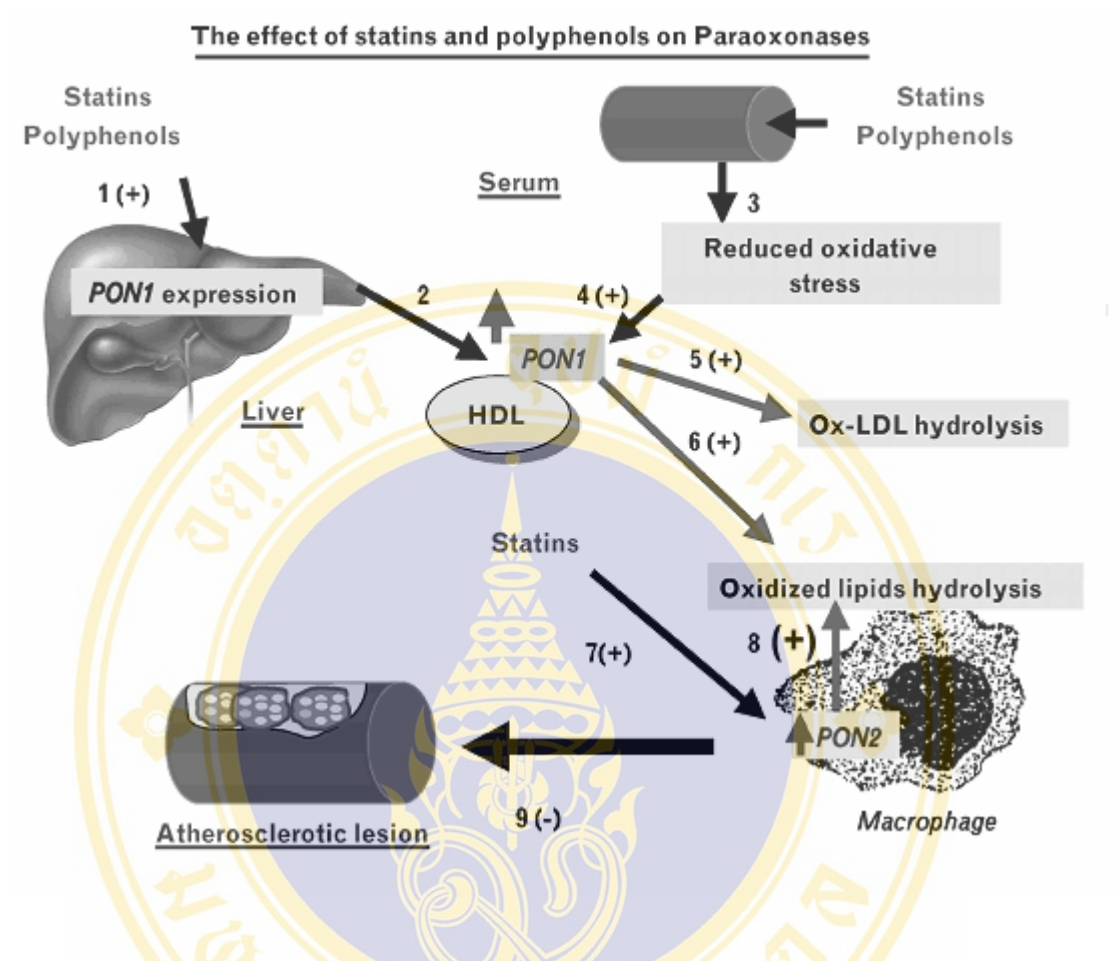 The effect of statins and polyphenols on Paraoxonases
Statins
Polyphenols
Statins
Polyphenols
1 (+)
Serum
3
Reduced oxidative
stress
PON1 expression
2
4 (+)
PON1
5 (+)
Liver
HDL
Ox-LDL hydrolysis
6 (+)
Statins
Oxidized lipids hydrolysis
7(+)
8 (+)
PON2
Macrophage
9 (-)
Atherosclerotic lesion